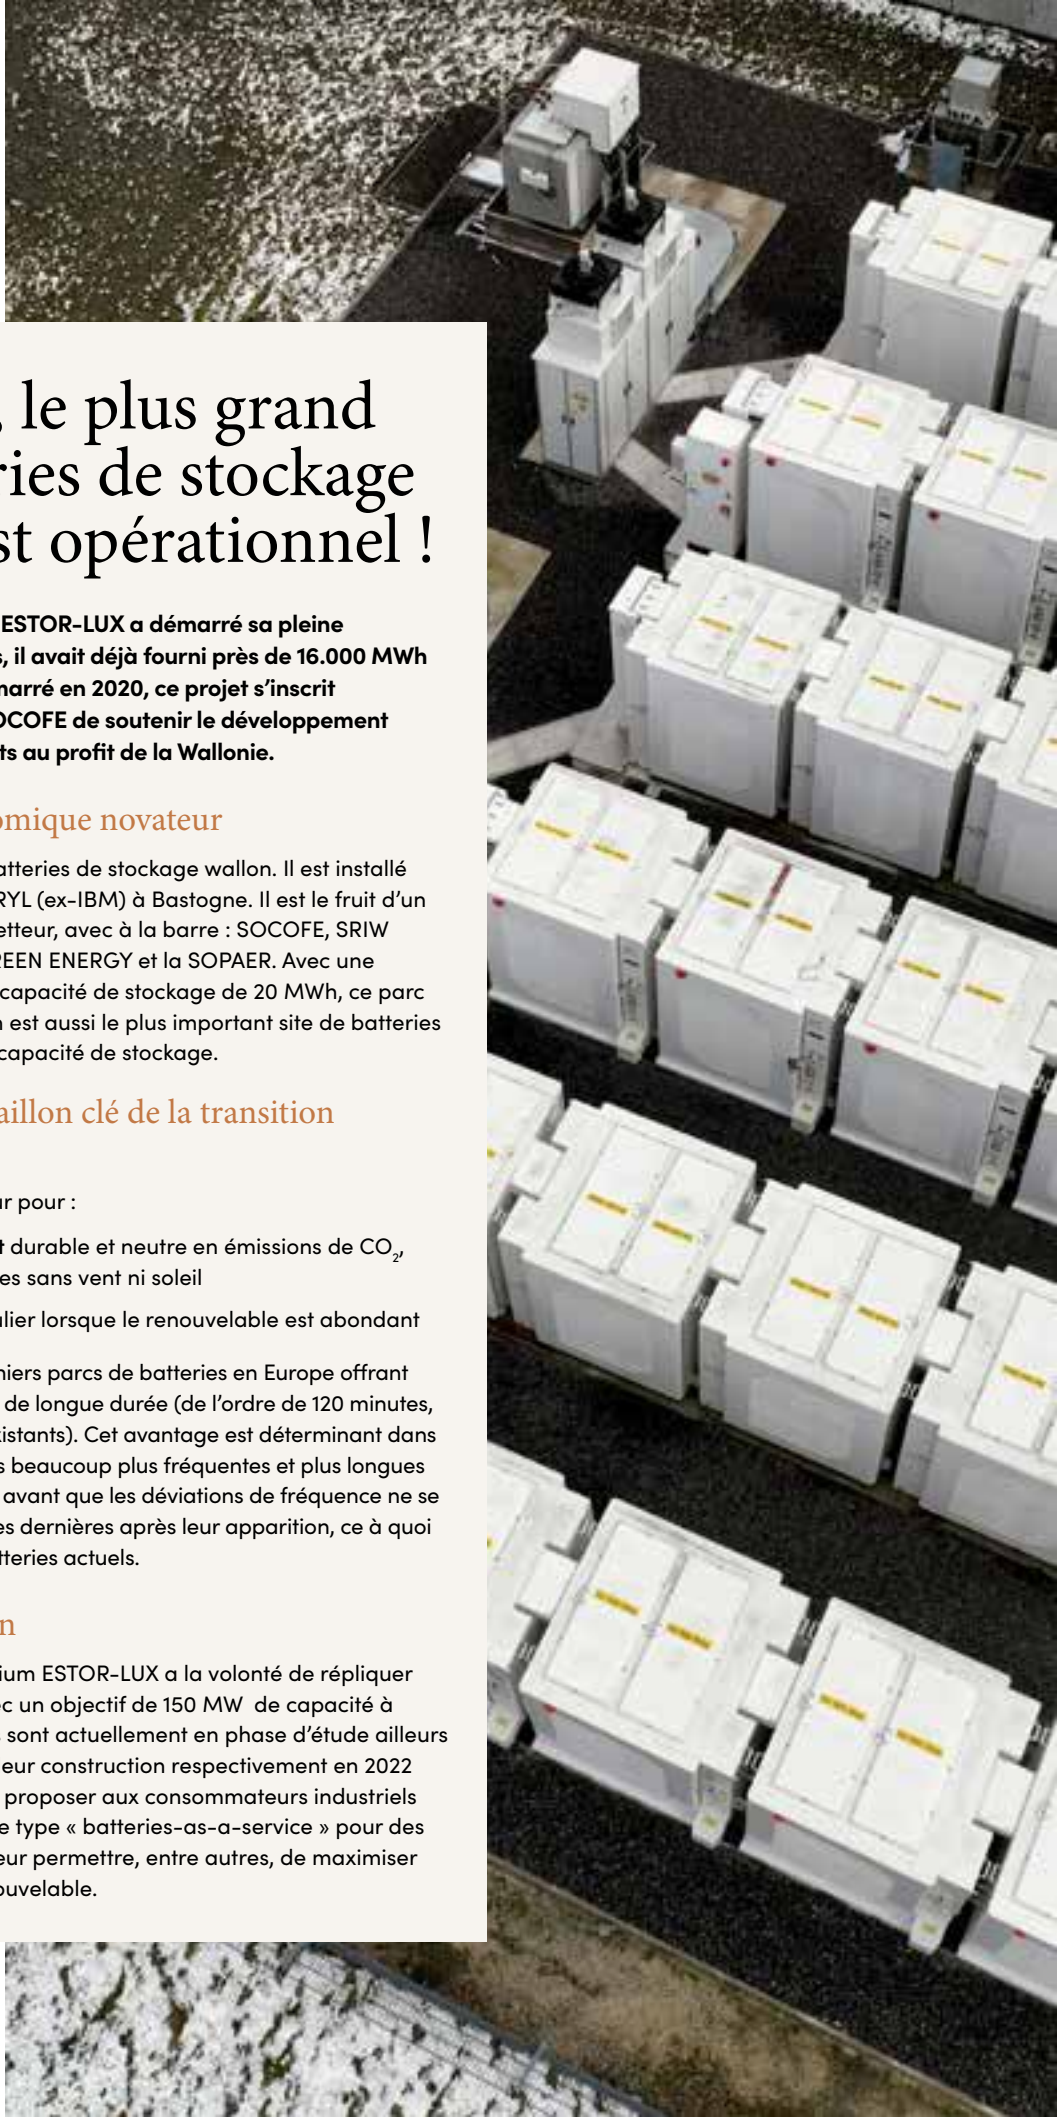 , le plus grand
ries de stockage
st opérationnel !
ESTOR-LUX a démarré sa pleine
s, il avait déjà fourni près de 16.000 MWh
marré en 2020, ce projet s’inscrit
OCOFE de soutenir le développement
ts au profit de la Wallonie.
omique novateur
atteries de stockage wallon. Il est installé
RYL (ex-IBM) à Bastogne. Il est le fruit d’un
etteur, avec à la barre : SOCOFE, SRIW
REEN ENERGY et la SOPAER. Avec une
capacité de stockage de 20 MWh, ce parc
n est aussi le plus important site de batteries
capacité de stockage.
aillon clé de la transition
ur pour :
t durable et neutre en émissions de CO₂,
es sans vent ni soleil
ulier lorsque le renouvelable est abondant
niers parcs de batteries en Europe offrant
de longue durée (de l’ordre de 120 minutes,
xistants). Cet avantage est déterminant dans
s beaucoup plus fréquentes et plus longues
avant que les déviations de fréquence ne se
es dernières après leur apparition, ce à quoi
tteries actuels.
n
ium ESTOR-LUX a la volonté de répliquer
ec un objectif de 150 MW de capacité à
s sont actuellement en phase d’étude ailleurs
leur construction respectivement en 2022
proposer aux consommateurs industriels
e type « batteries-as-a-service » pour des
eur permettre, entre autres, de maximiser
ouvelable.